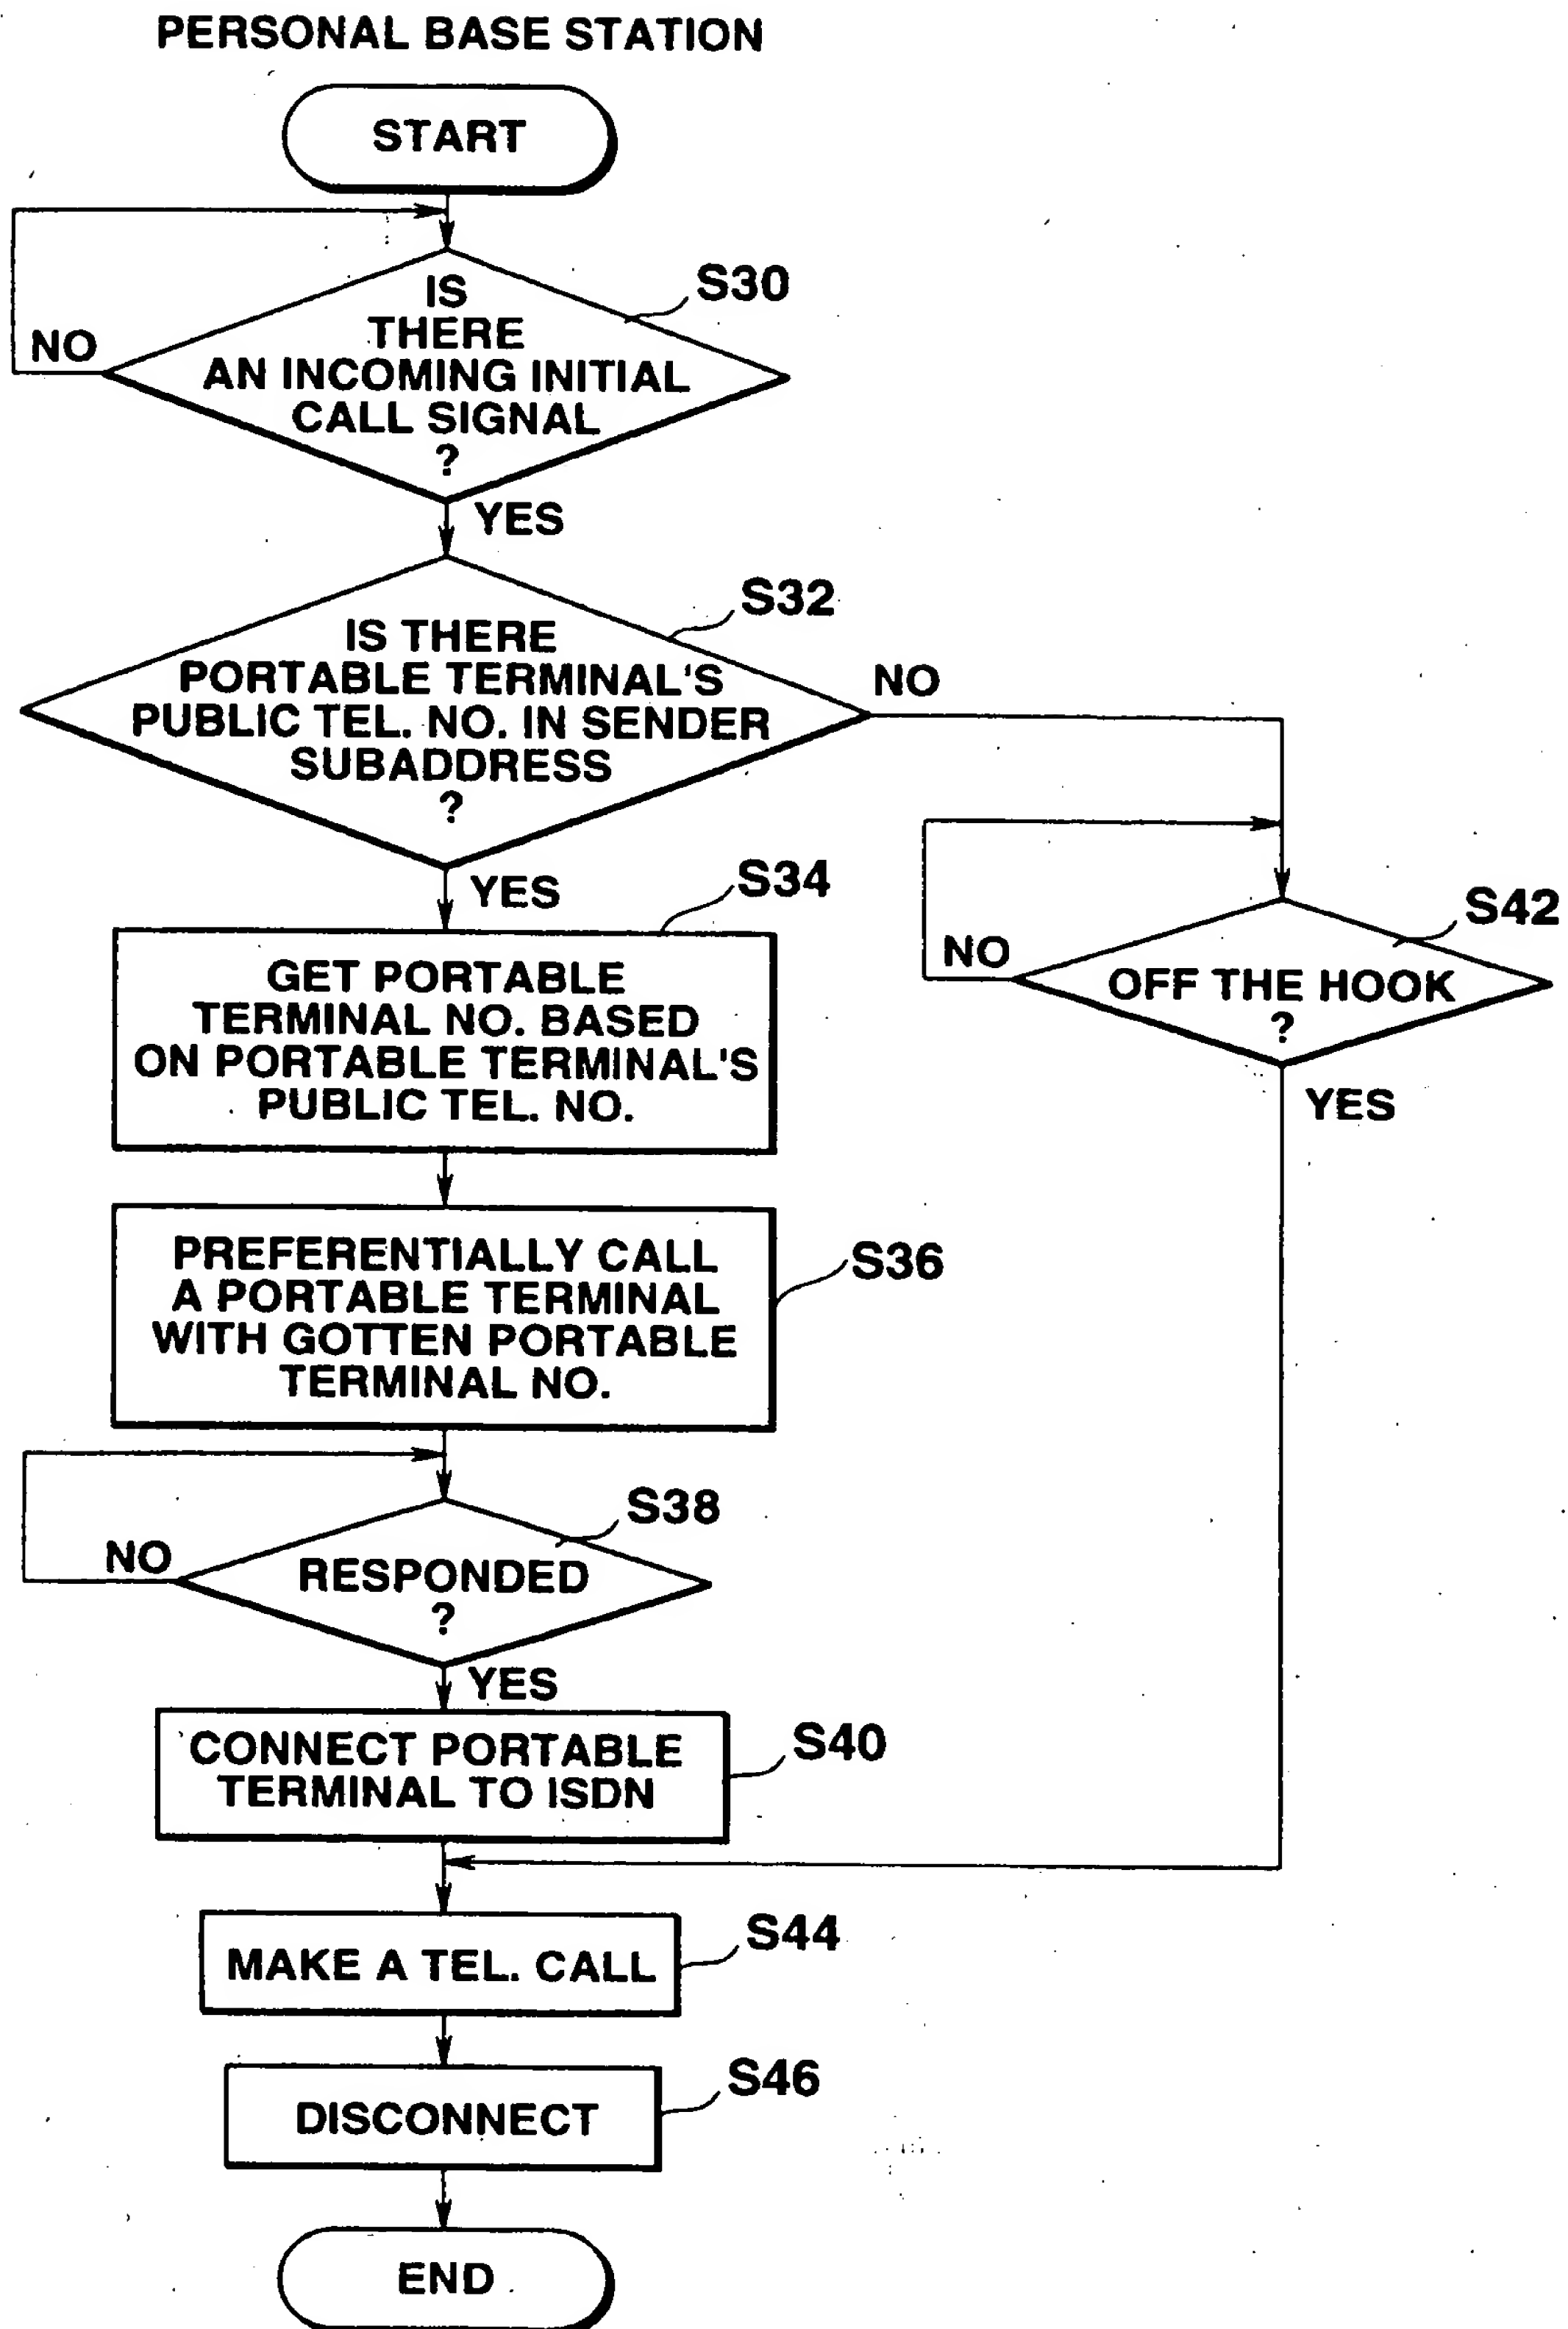 PERSONAL BASE STATION
START
S30
IS
THERE
AN INCOMING INITIAL
CALL SIGNAL
?
NO
YES
S32
IS THERE
PORTABLE TERMINAL'S
PUBLIC TEL. NO. IN SENDER
SUBADDRESS
?
NO
YES
S34
GET PORTABLE
TERMINAL NO. BASED
ON PORTABLE TERMINAL'S
PUBLIC TEL. NO.
S42
NO
OFF THE HOOK
?
YES
S36
PREFERENTIALLY CALL
A PORTABLE TERMINAL
WITH GOTTEN PORTABLE
TERMINAL NO.
S38
NO
RESPONDED
?
YES
S40
CONNECT PORTABLE
TERMINAL TO ISDN
S44
MAKE A TEL. CALL
S46
DISCONNECT
END